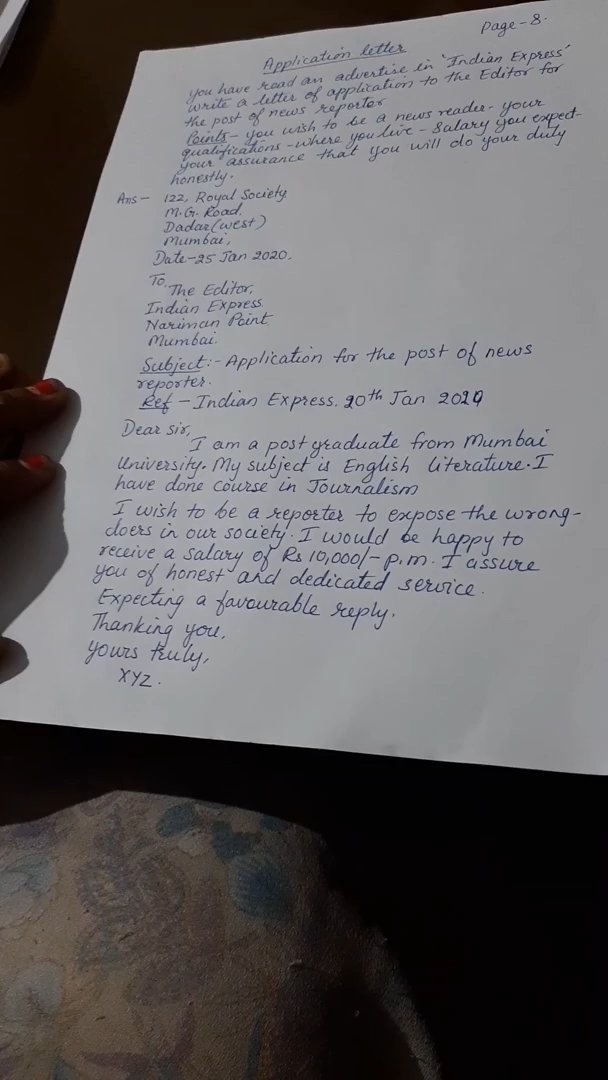 Page-8.
Application letter
you have read an advertise in 'Indian Express'
write a letter of application to the Editor for
the post of news reporter
Points- you wish to be a news reader- your
qualifications - where you live - Salary you expect-
your assurance that you will do your duty
honestly.
Ans- 122, Royal Society
M.G. Road,
Dadar (west)
Mumbai,
Date-25 Jan 2020.
To,
The Editor,
Indian Express
Nariman Point
Mumbai.
Subject:- Application for the post of news
reporter.
Ref - Indian Express. 20th Jan
Dear Sir,
I am a post graduate from Mumbai
University. My subject is English literature. I
have done course in Journalism
I wish to be a reporter to expose the wrong-
doers in our society. I would be happy to
receive a salary of Rs 10,000/- p.m. I assure
you of honest and dedicated service.
Expecting a favourable reply.
Thanking you,
yours truly,
XYZ.